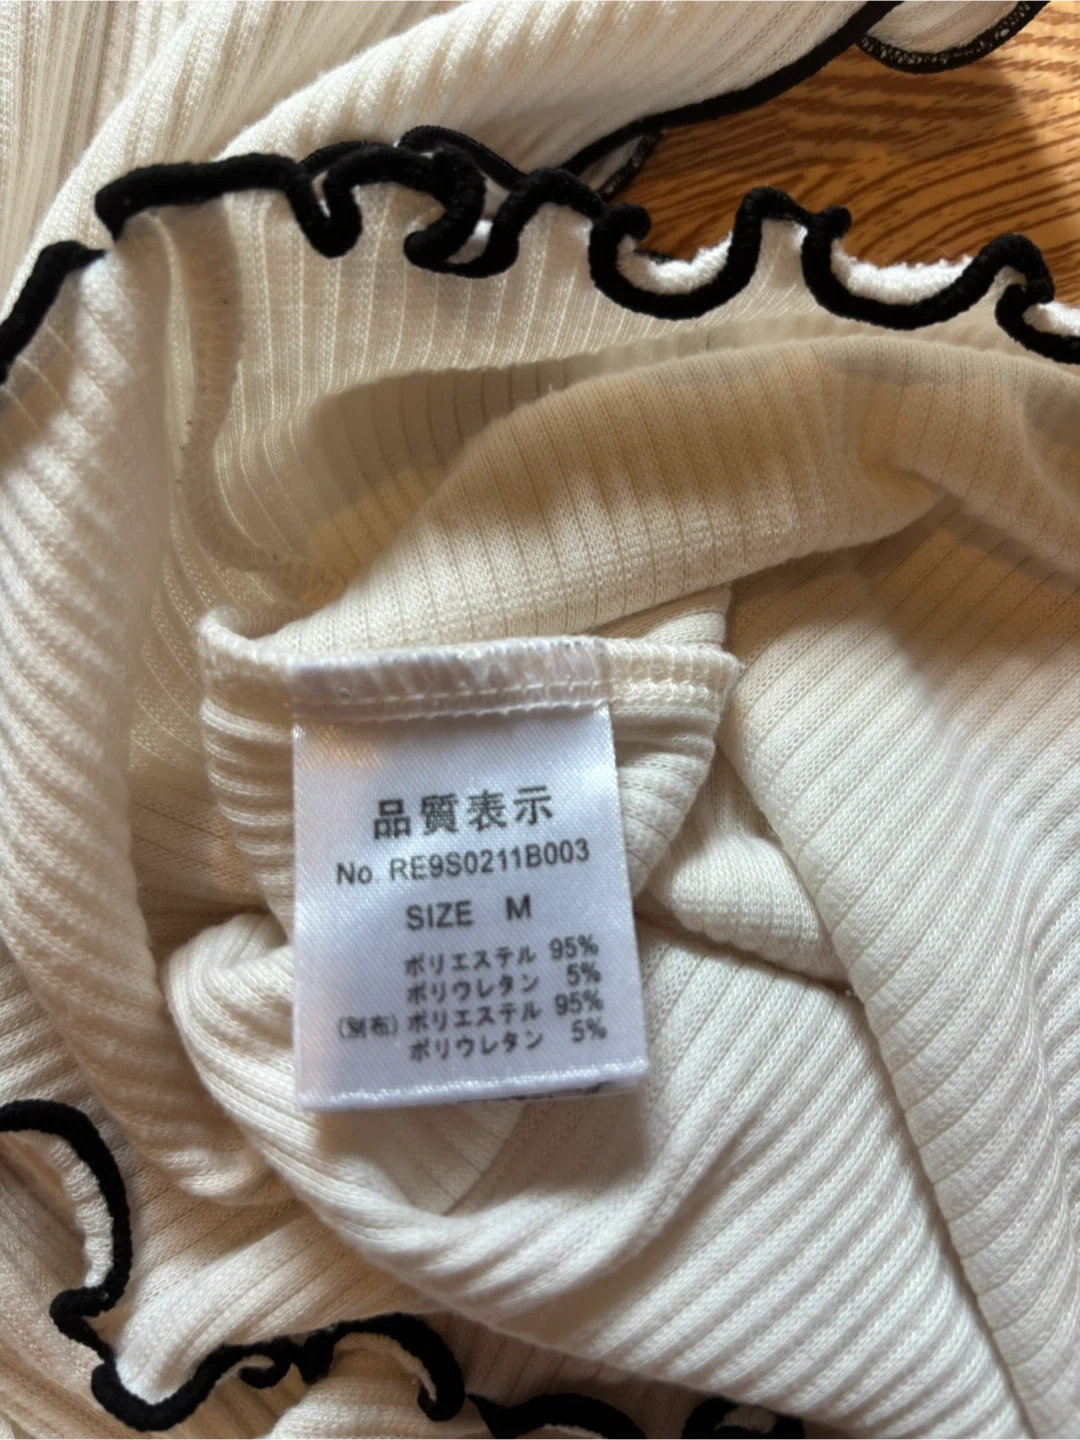 品質表示
No. RE9S0211B003
SIZE M
ポリエステル 95%
ポリウレタン 5%
(別布) ポリエステル 95%
ポリウレタン 5%